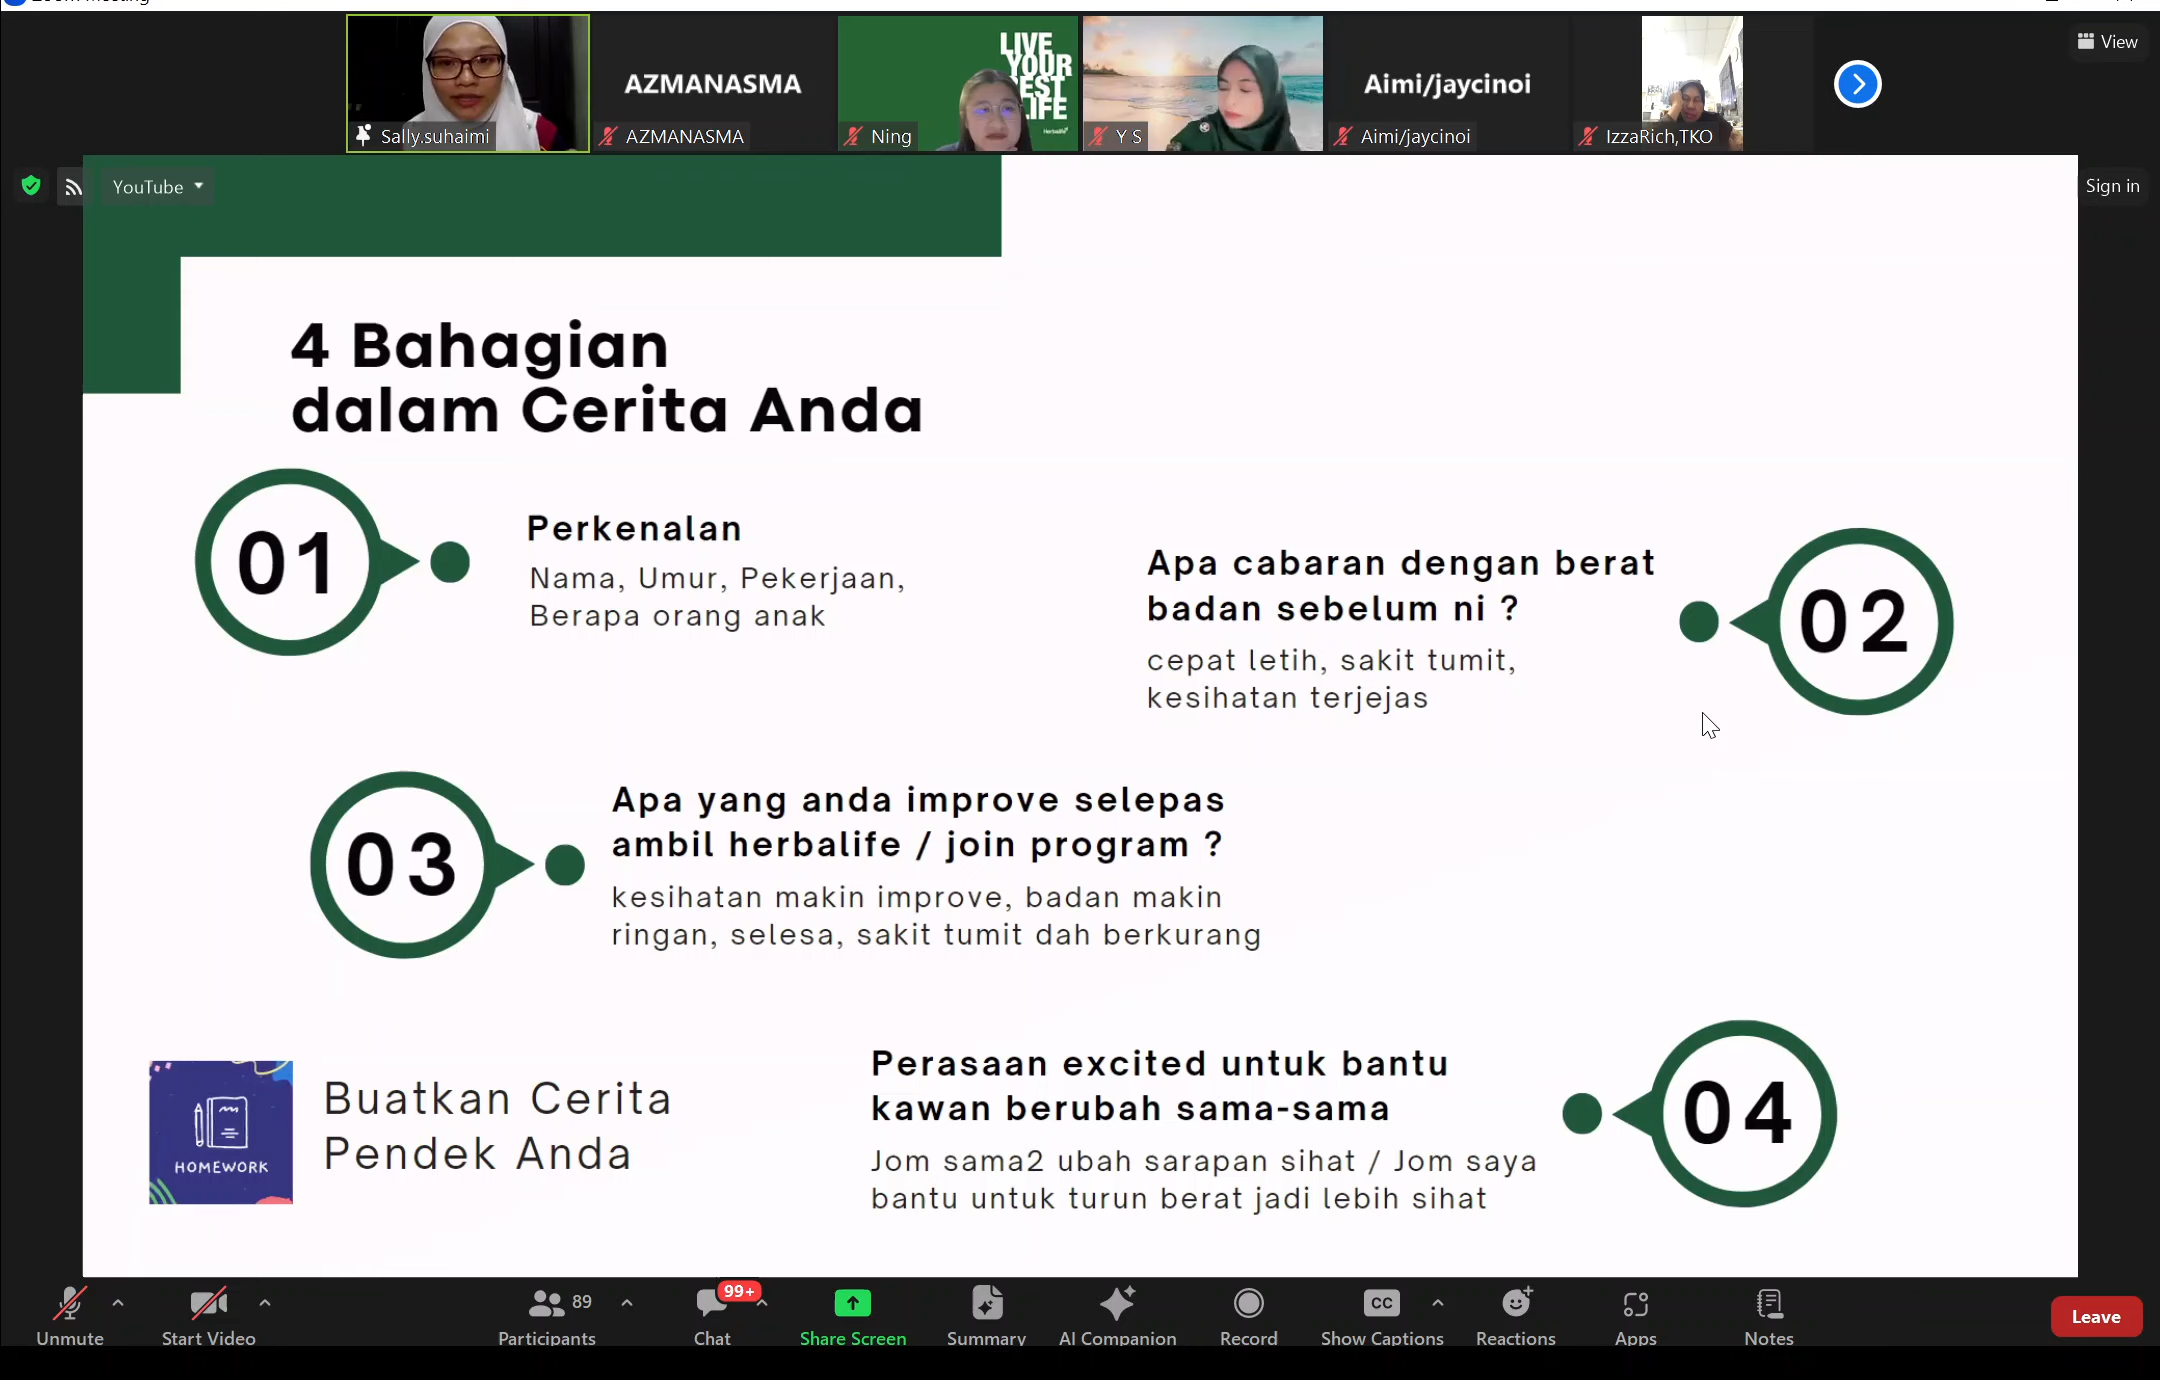 AZMANASMA
LIVE
YOUR
BEST
LIFE
Herbalife
Aimi/jaycinoi
View
Sally.suhaimi
AZMANASMA
Ning
Y S
Aimi/jaycinoi
IzzaRich,TKO
YouTube
Sign in
4 Bahagian
dalam Cerita Anda
01
Perkenalan
Nama, Umur, Pekerjaan,
Berapa orang anak
02
Apa cabaran dengan berat
badan sebelum ni ?
cepat letih, sakit tumit,
kesihatan terjejas
03
Apa yang anda improve selepas
ambil herbalife / join program ?
kesihatan makin improve, badan makin
ringan, selesa, sakit tumit dah berkurang
HOMEWORK
Buatkan Cerita
Pendek Anda
04
Perasaan excited untuk bantu
kawan berubah sama-sama
Jom sama2 ubah sarapan sihat / Jom saya
bantu untuk turun berat jadi lebih sihat
89
99+
CC
Unmute
Start Video
Participants
Chat
Share Screen
Summary
AI Companion
Record
Show Captions
Reactions
Apps
Notes
Leave